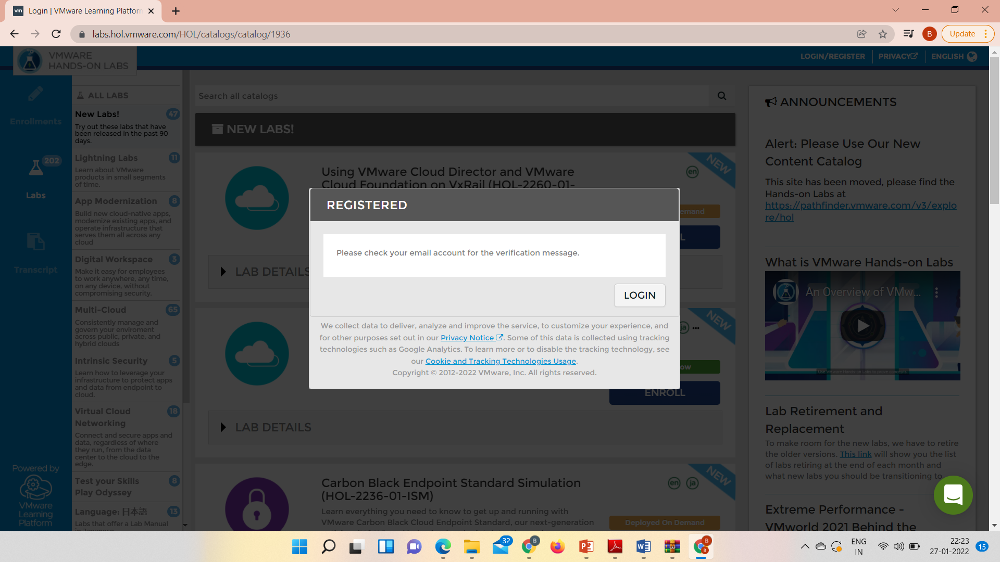 Login | VMware Learning Platform
labs.hol.vmware.com/HOL/catalogs/catalog/1936
B
Update
VMWARE
HANDS-ON LABS
LOGIN/REGISTER
PRIVACY
ENGLISH
Enrollments
202
Labs
Transcript
Powered by
VMware
Learning
Platform
ALL LABS
New Labs! 47
Try out these labs that have
been released in the past 90
days.
Lightning Labs 11
Learn about VMware
products in small segments
of time.
App Modernization 8
Build new cloud-native apps,
modernize existing apps, and
operate infrastructure that
serves them all across any
cloud
Digital Workspace 3
Make it easy for employees
to work anywhere, any time,
on any device, without
compromising security.
Multi-Cloud 65
Consistently manage and
govern your enviroment
across public, private, and
hybrid clouds
Intrinsic Security 5
Learn how to leverage your
infrastructure to protect apps
and data from endpoint to
cloud.
Virtual Cloud 18
Networking
Connect and secure apps and
data, regardless of where
they run, from the data
center to the cloud to the
edge.
Test your Skills 8
Play Odyssey
Language: 日本語 13
Labs that offer a Lab Manual
in Japanese
Search all catalogs
NEW LABS!
Using VMware Cloud Director and VMware
Cloud Foundation on VxRail (HOL-2260-01-
en
NEW
emand
L
LAB DETAILS
REGISTERED
Please check your email account for the verification message.
LOGIN
We collect data to deliver, analyze and improve the service, to customize your experience, and
for other purposes set out in our Privacy Notice. Some of this data is collected using tracking
technologies such as Google Analytics. To learn more or to disable the tracking technology, see
our Cookie and Tracking Technologies Usage.
Copyright © 2012-2022 VMware, Inc. All rights reserved.
ja ...
NEW
ow
ENROLL
LAB DETAILS
Carbon Black Endpoint Standard Simulation
(HOL-2236-01-ISM)
en ja
NEW
Learn everything you need to know to get up and running with
VMware Carbon Black Cloud Endpoint Standard, our next-generation
Deployed On Demand
ANNOUNCEMENTS
Alert: Please Use Our New
Content Catalog
This site has been moved, please find the
Hands-on Labs at
https://pathfinder.vmware.com/v3/explo
re/hol
What is VMware Hands-on Labs
An Overview of VMw...
Use VMware Hands-on Labs to prove concepts,
Lab Retirement and
Replacement
To make room for the new labs, we have to retire
the older versions. This link will show you the list
of labs retiring at the end of each month and
what new labs you should be transitioning to.
Extreme Performance -
VMworld 2021 Behind the
32
B
B
B
ENG
IN
22:23
27-01-2022
15